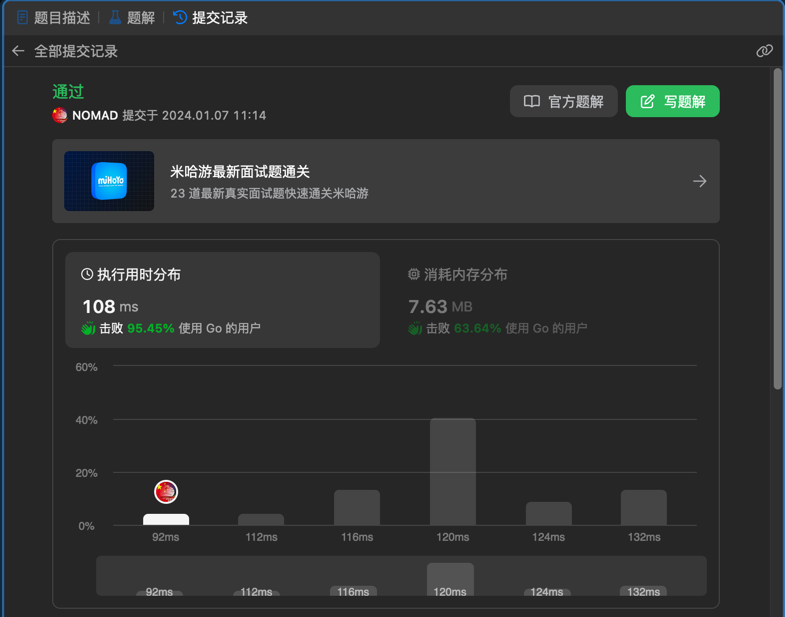 题目描述 题解 提交记录
全部提交记录
通过
NOMAD 提交于 2024.01.07 11:14
官方题解
写题解
miHoYo
米哈游最新面试题通关
23 道最新真实面试题快速通关米哈游
执行用时分布
108 ms
击败 95.45% 使用 Go 的用户
消耗内存分布
7.63 MB
击败 63.64% 使用 Go 的用户
60%
40%
20%
0%
92ms 112ms 116ms 120ms 124ms 132ms
92ms 112ms 116ms 120ms 124ms 132ms